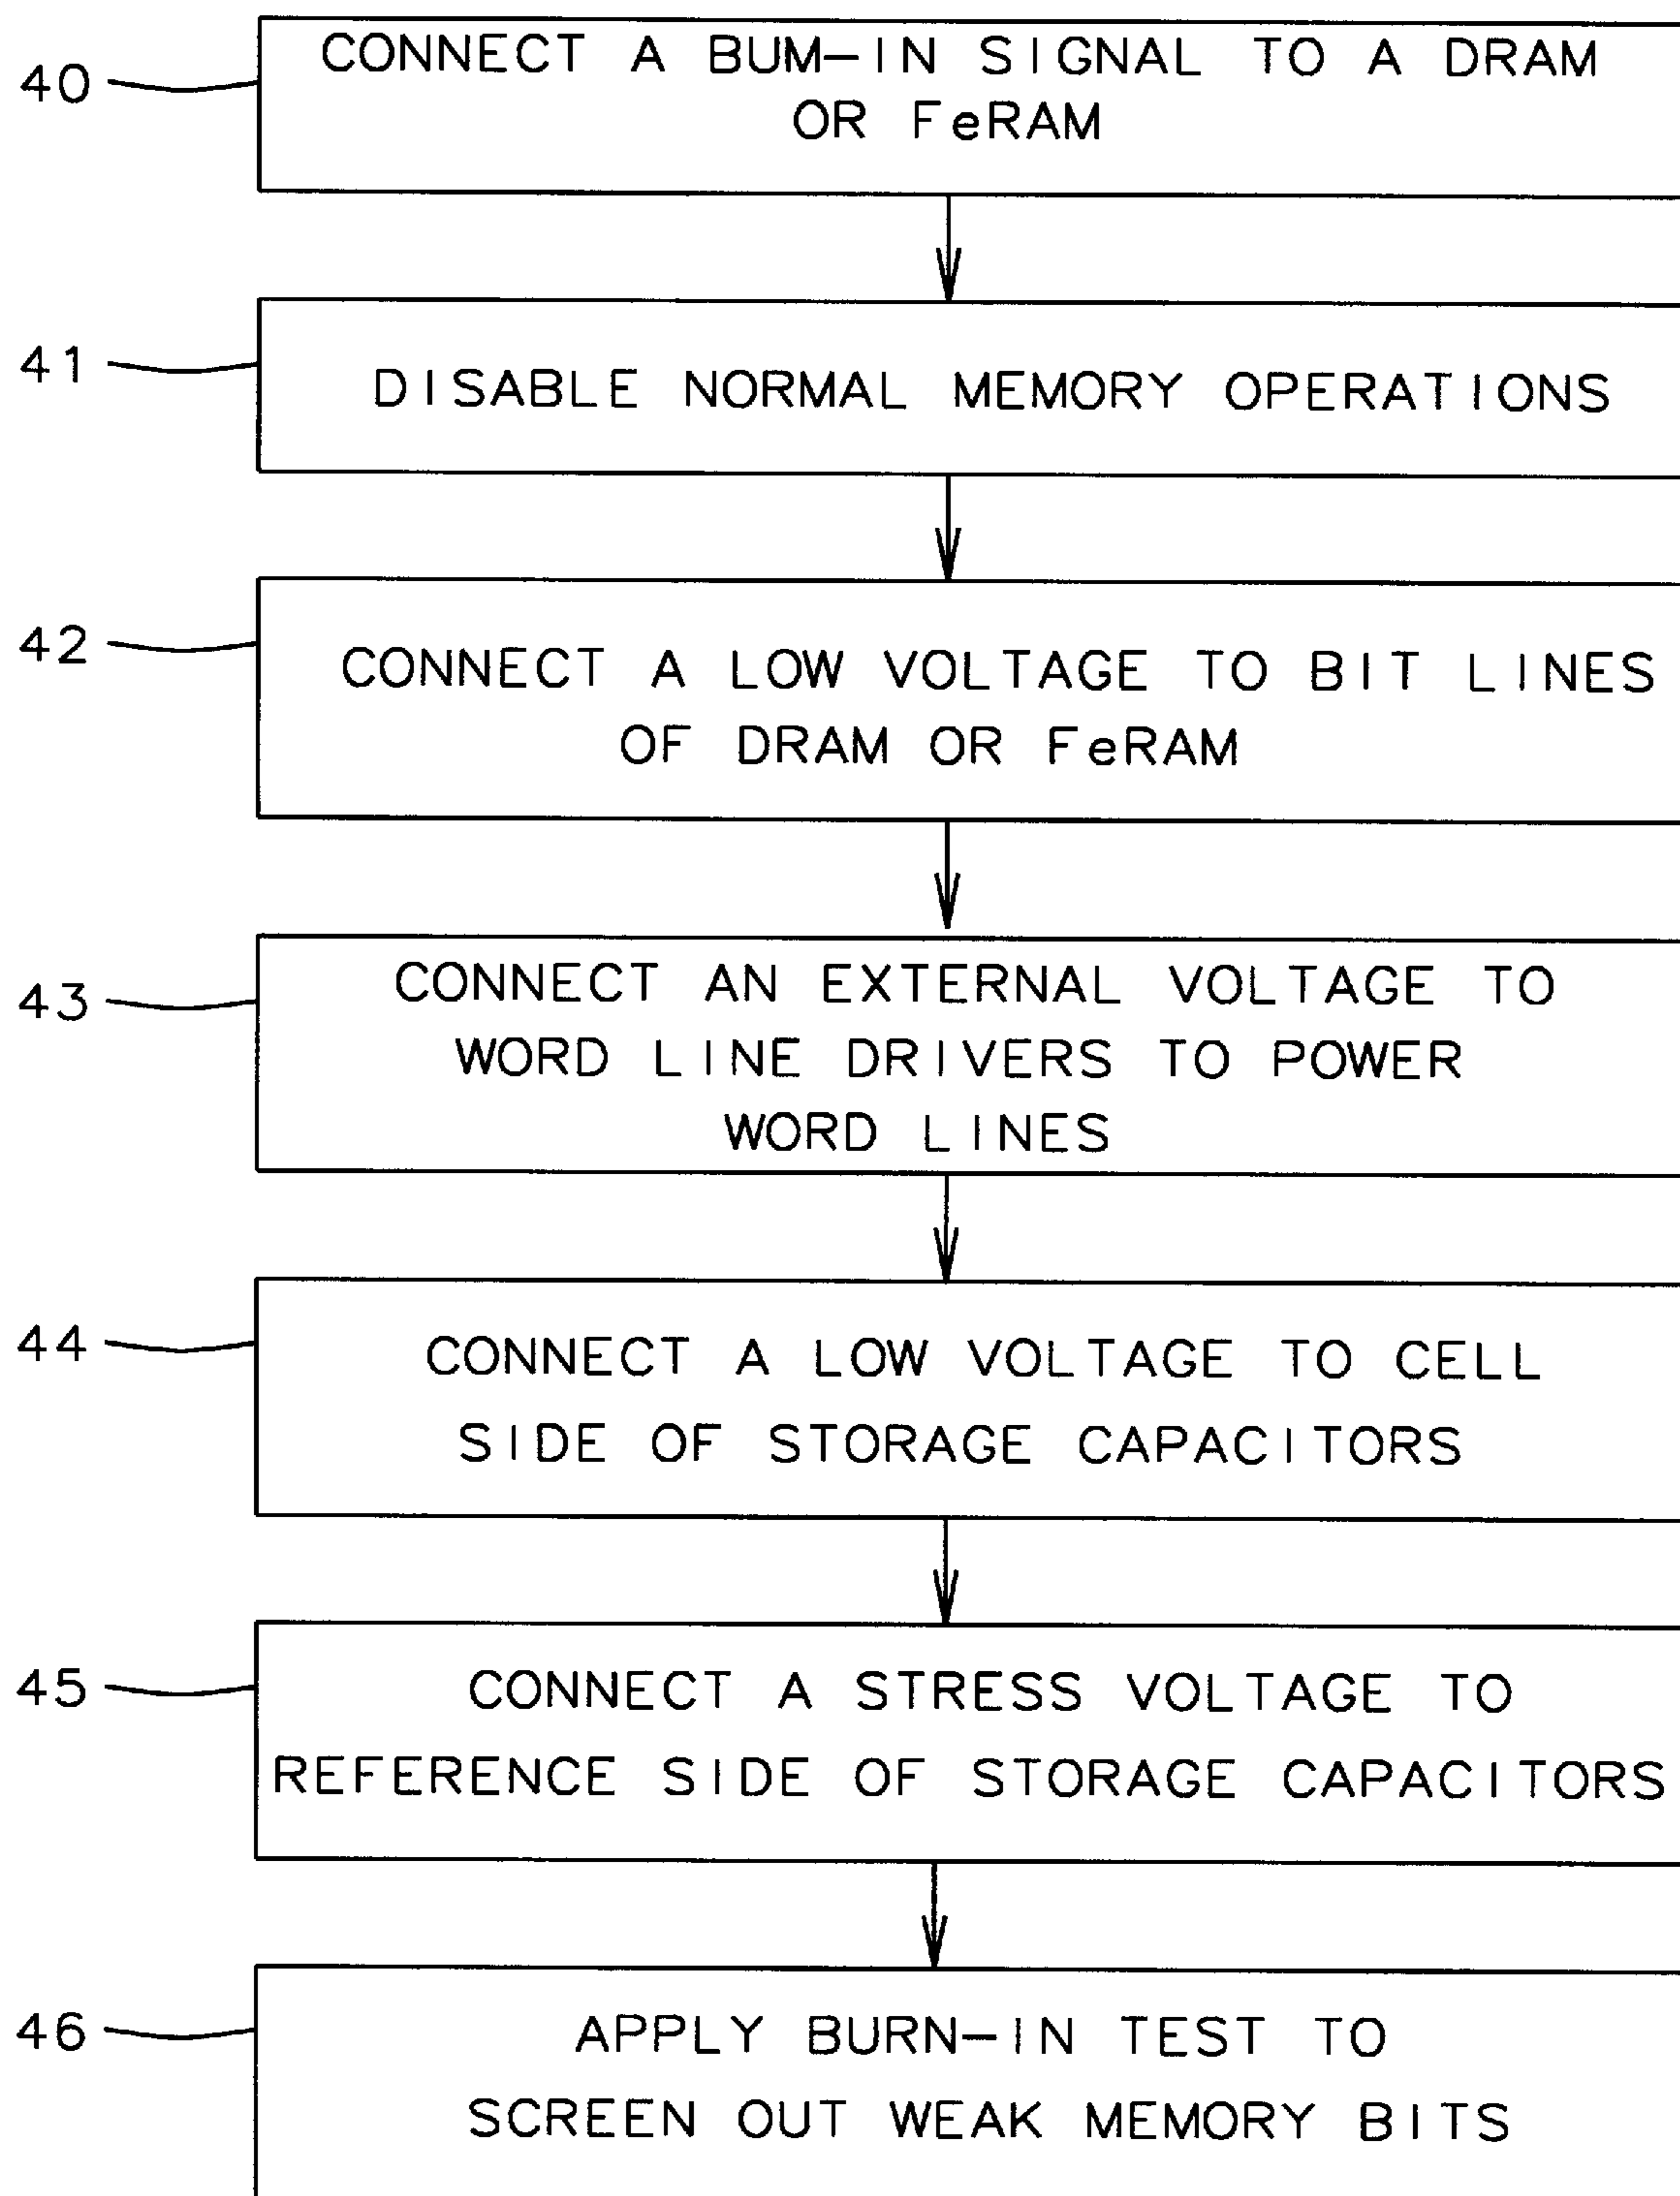 40
CONNECT A BUM-IN SIGNAL TO A DRAM
OR FeRAM
41
DISABLE NORMAL MEMORY OPERATIONS
42
CONNECT A LOW VOLTAGE TO BIT LINES
OF DRAM OR FeRAM
43
CONNECT AN EXTERNAL VOLTAGE TO
WORD LINE DRIVERS TO POWER
WORD LINES
44
CONNECT A LOW VOLTAGE TO CELL
SIDE OF STORAGE CAPACITORS
45
CONNECT A STRESS VOLTAGE TO
REFERENCE SIDE OF STORAGE CAPACITORS
46
APPLY BURN-IN TEST TO
SCREEN OUT WEAK MEMORY BITS